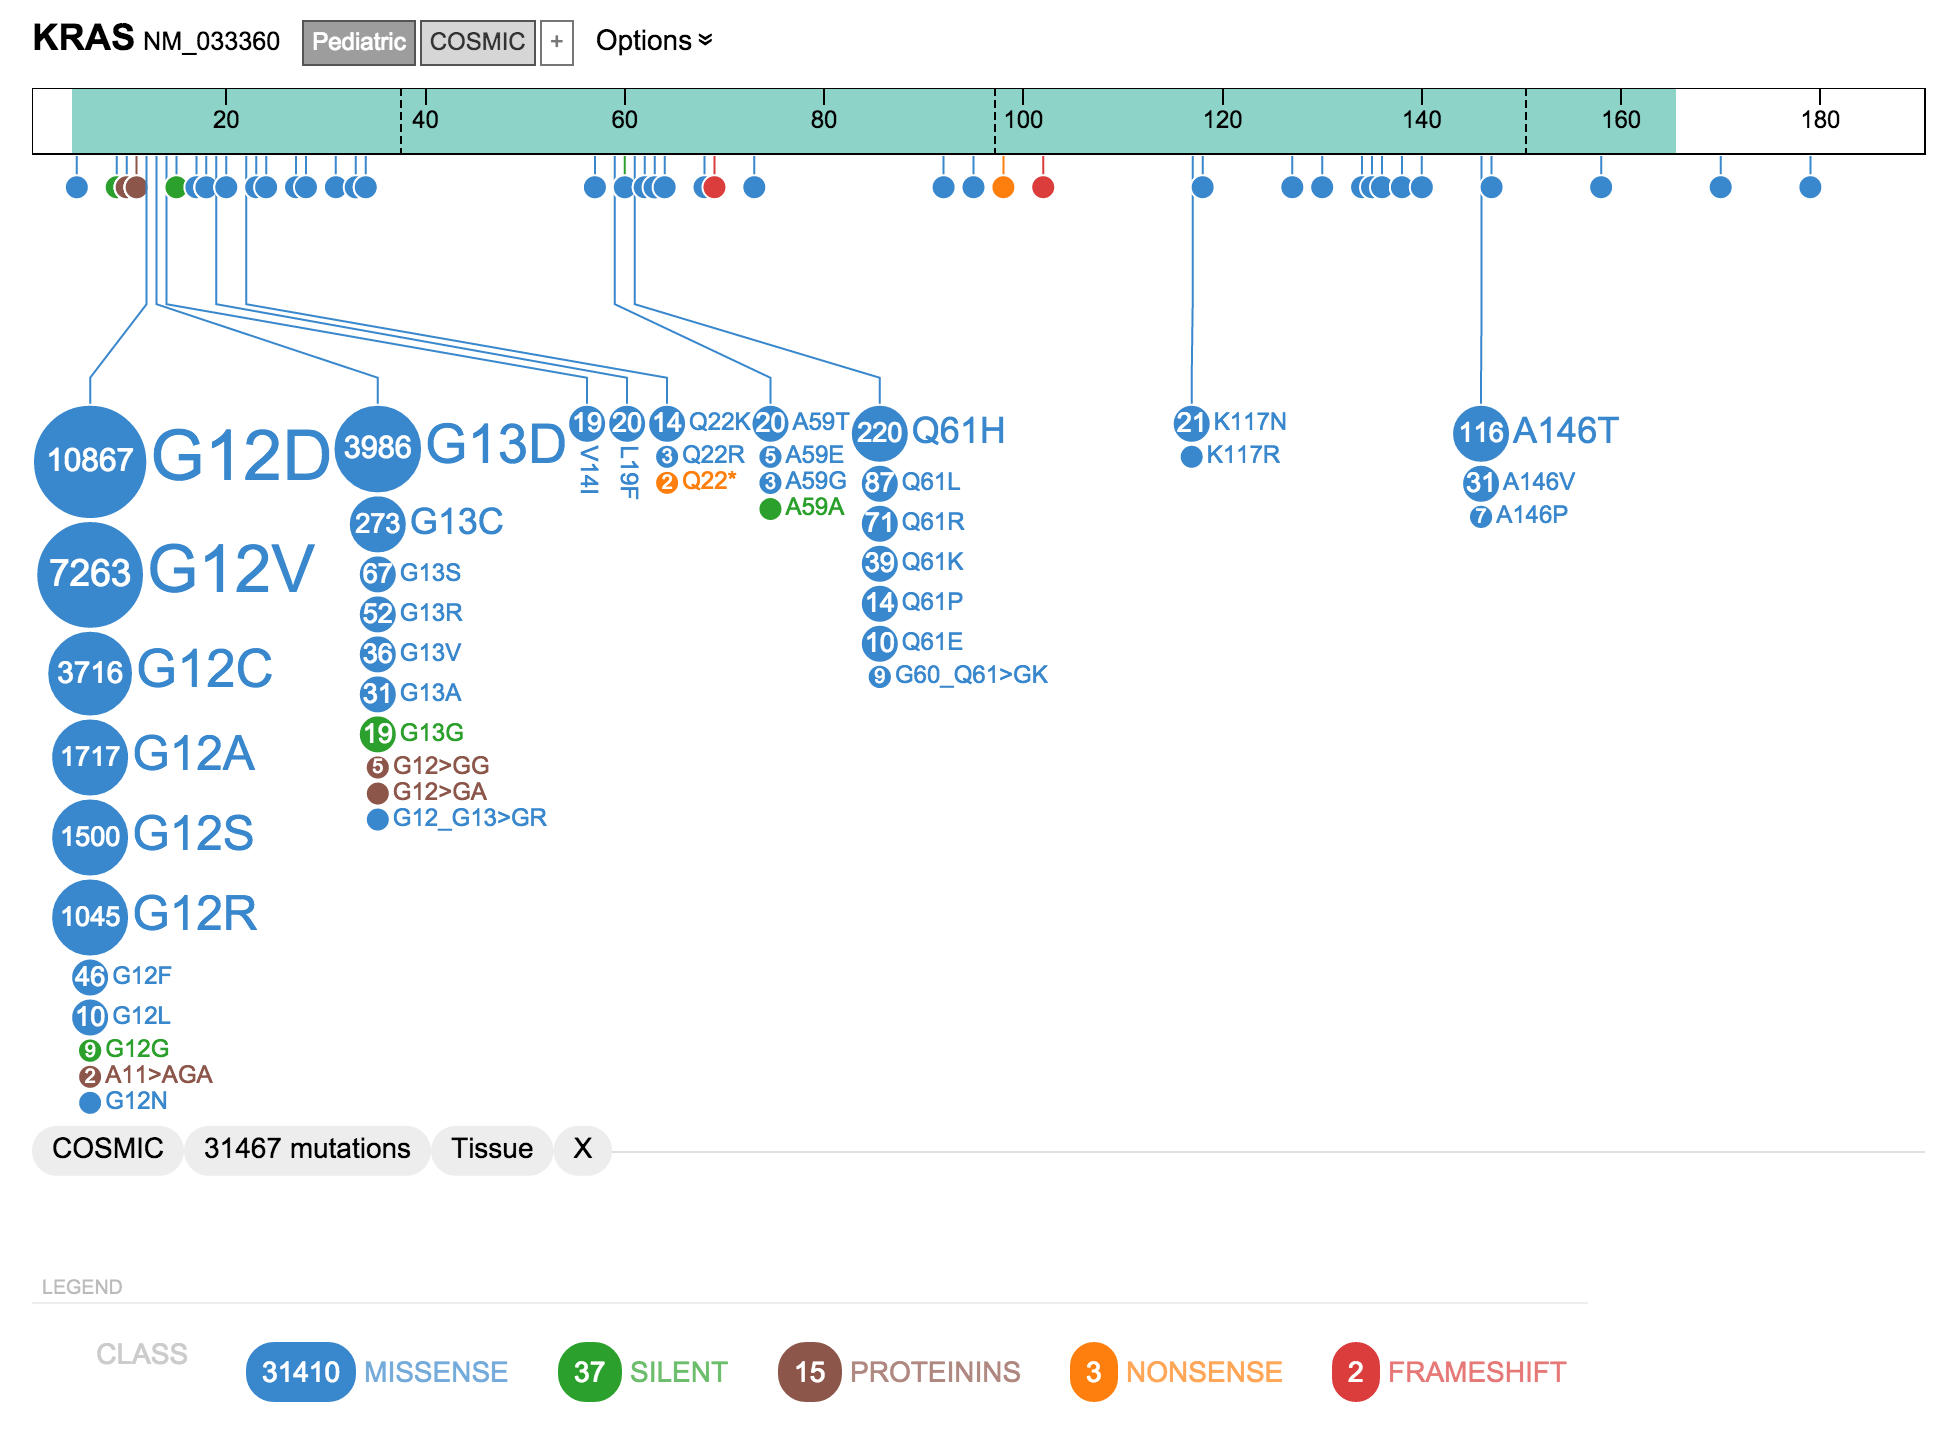 KRAS NM_033360 Pediatric COSMIC + Options
20 40 60 80 100 120 140 160 180
10867 G12D
7263 G12V
3716 G12C
1717 G12A
1500 G12S
1045 G12R
46 G12F
10 G12L
9 G12G
2 A11>AGA
G12N
3986 G13D
273 G13C
67 G13S
52 G13R
36 G13V
31 G13A
19 G13G
5 G12>GG
G12>GA
G12_G13>GR
19 V14I
20 L19F
14 Q22K
3 Q22R
2 Q22*
20 A59T
5 A59E
3 A59G
A59A
220 Q61H
87 Q61L
71 Q61R
39 Q61K
14 Q61P
10 Q61E
9 G60_Q61>GK
21 K117N
K117R
116 A146T
31 A146V
7 A146P
COSMIC 31467 mutations Tissue X
LEGEND
CLASS 31410 MISSENSE 37 SILENT 15 PROTEININS 3 NONSENSE 2 FRAMESHIFT